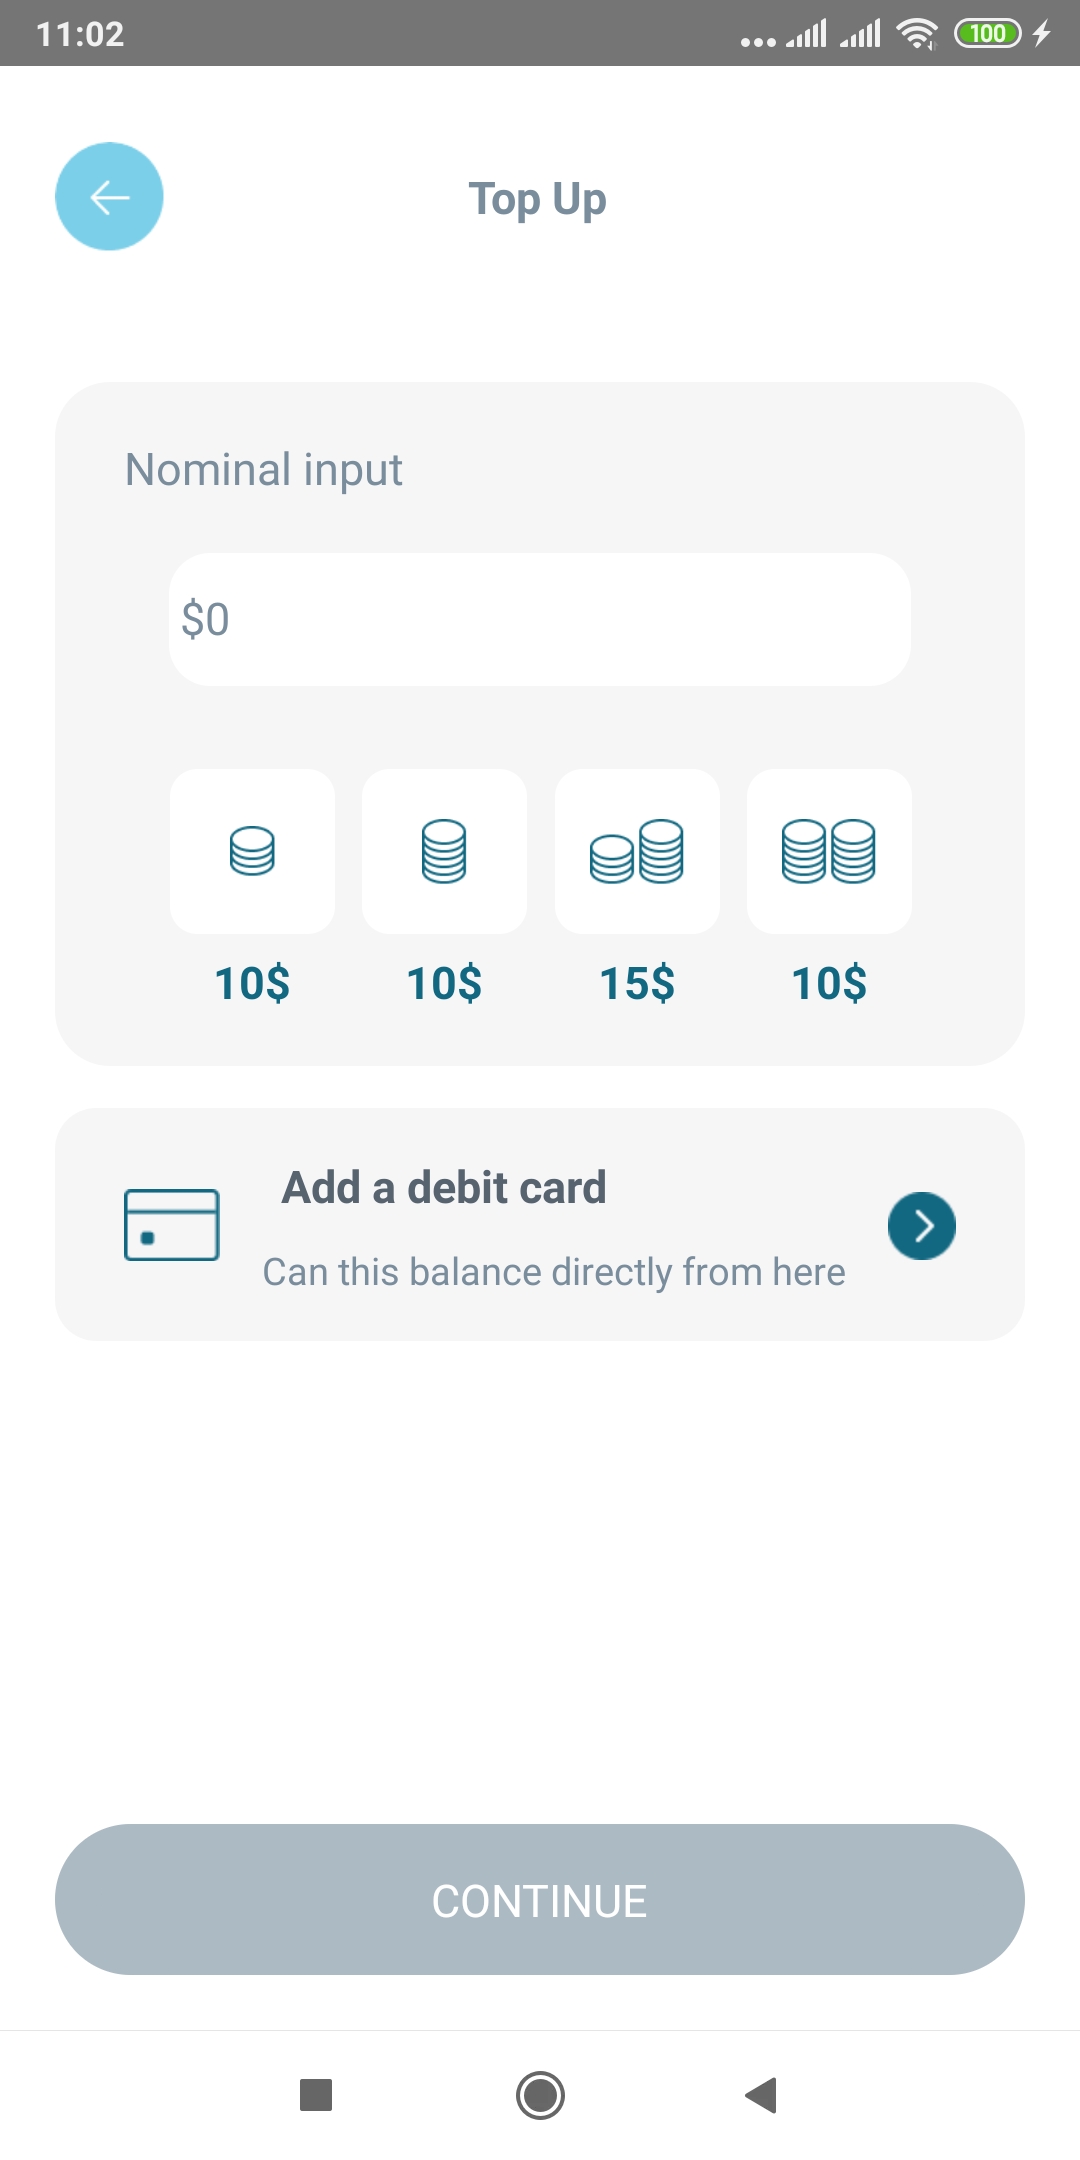 11:02
100
Top Up
Nominal input
$0
10$ 10$ 15$ 10$
Add a debit card
Can this balance directly from here
CONTINUE